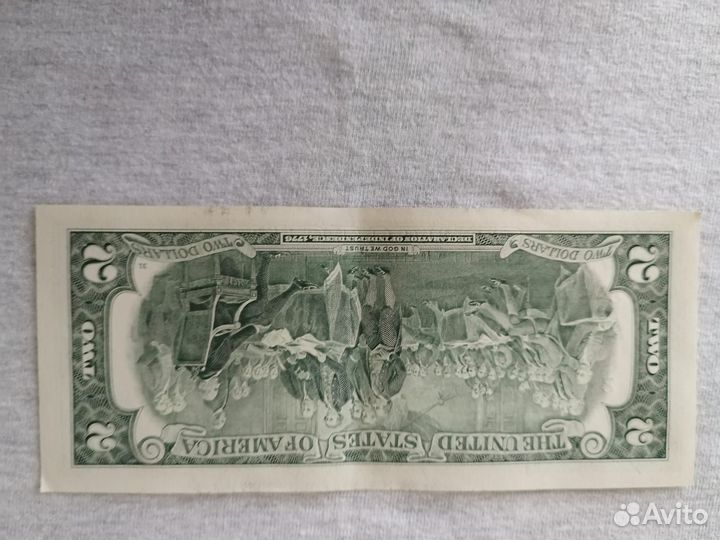 2 THE UNITED STATES OF AMERICA 2
TWO TWO
IN GOD WE TRUST
2 TWO DOLLARS DECLARATION OF INDEPENDENCE, 1776 TWO DOLLARS 2
Avito